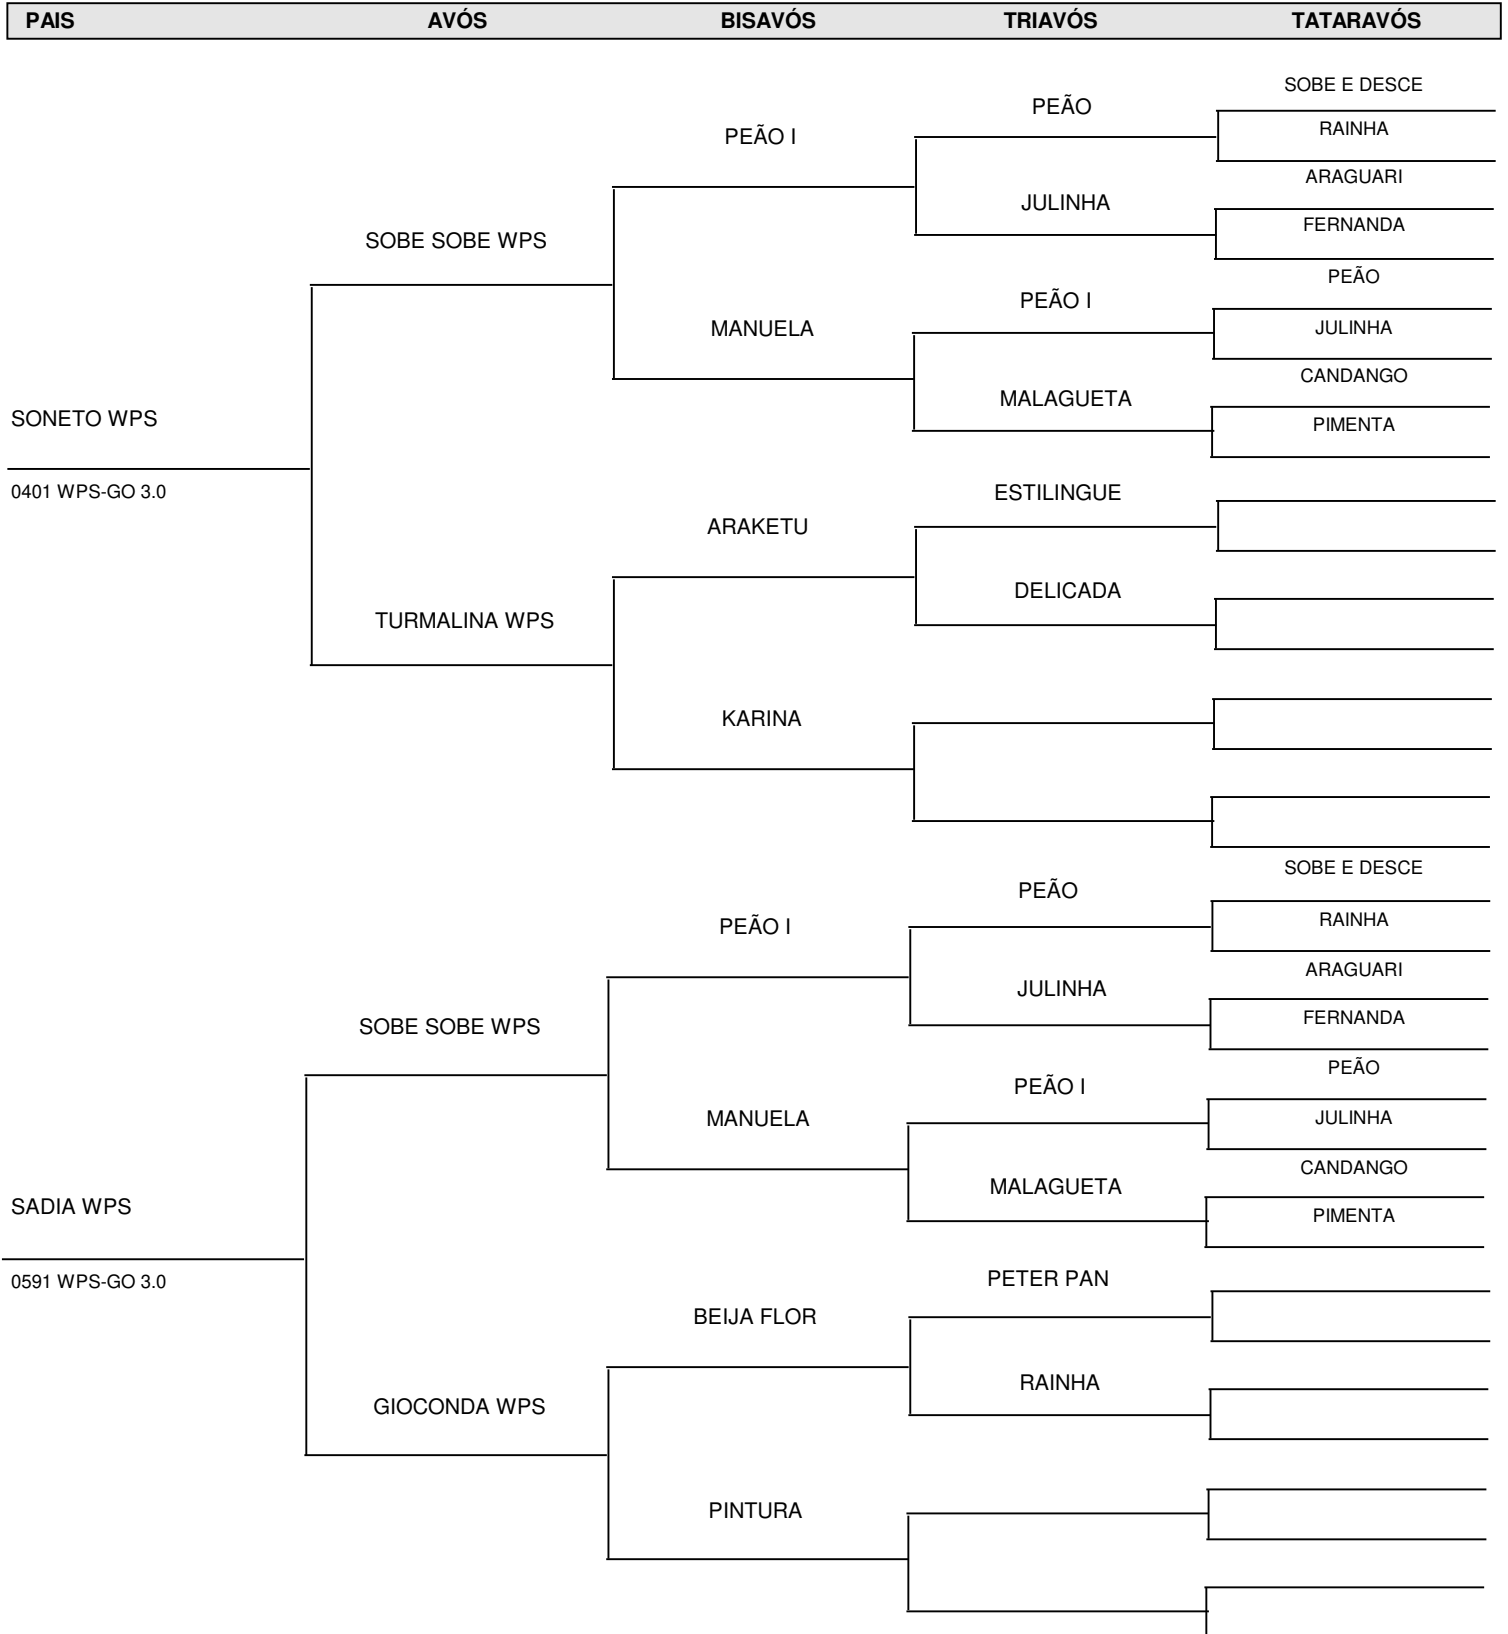 PAIS AVÓS BISAVÓS TRIAVÓS TATARAVÓS
SOBE E DESCE
PEÃO
RAINHA
PEÃO I
ARAGUARI
JULINHA
FERNANDA
SOBE SOBE WPS
PEÃO
PEÃO I
JULINHA
MANUELA
CANDANGO
MALAGUETA
SONETO WPS
PIMENTA
0401 WPS-GO 3.0
ESTILINGUE
ARAKETU
DELICADA
TURMALINA WPS
KARINA
SOBE E DESCE
PEÃO
RAINHA
PEÃO I
ARAGUARI
JULINHA
FERNANDA
SOBE SOBE WPS
PEÃO
PEÃO I
JULINHA
MANUELA
CANDANGO
MALAGUETA
SADIA WPS
PIMENTA
0591 WPS-GO 3.0
PETER PAN
BEIJA FLOR
RAINHA
GIOCONDA WPS
PINTURA